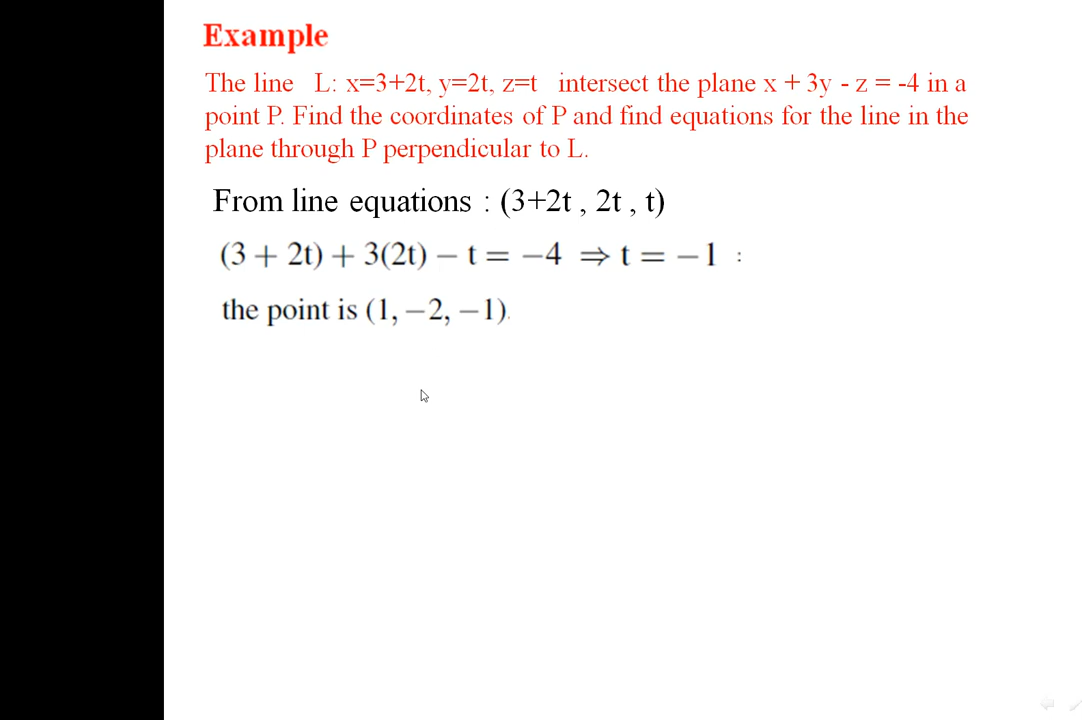 Example
The line L: x=3+2t, y=2t, z=t intersect the plane x + 3y - z = -4 in a
point P. Find the coordinates of P and find equations for the line in the
plane through P perpendicular to L.
From line equations : (3+2t , 2t , t)
(3 + 2t) + 3(2t) − t = −4 ⇒ t = −1 :
the point is (1, −2, −1).